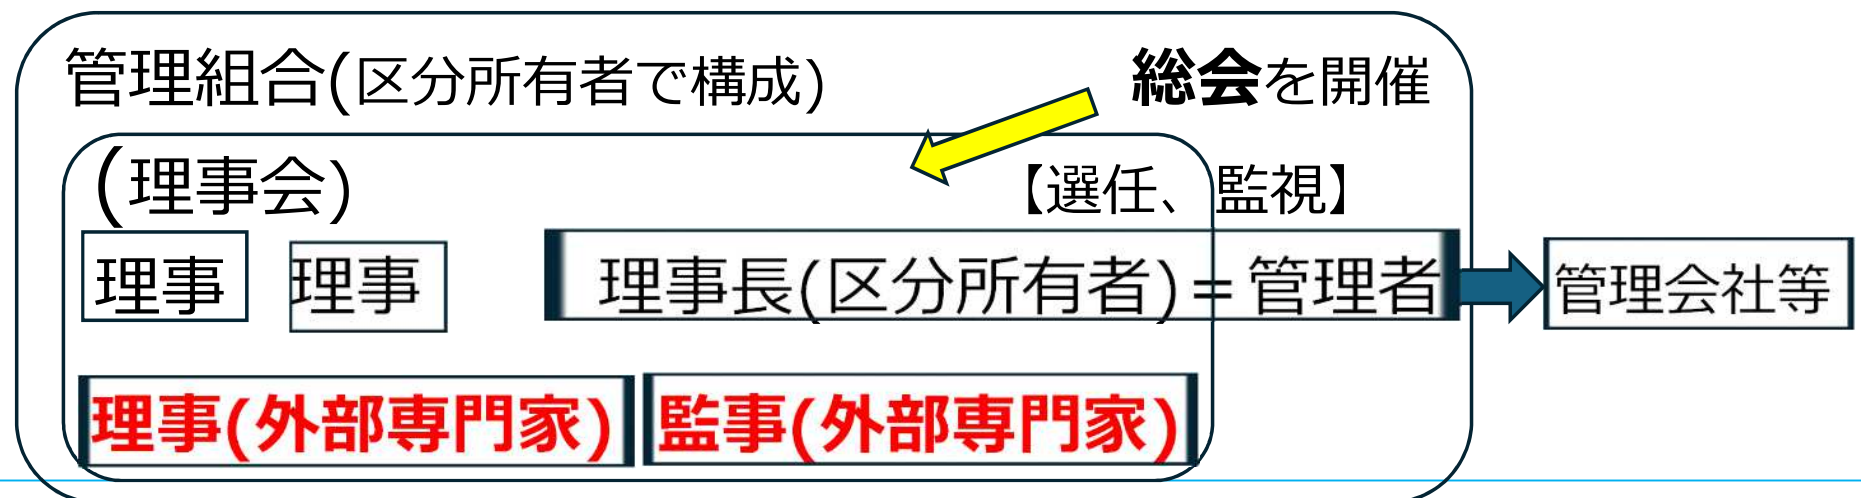 管理組合(区分所有者で構成) 総会を開催
(理事会) 【選任、監視】
理事 理事 理事長(区分所有者)=管理者 管理会社等
理事(外部専門家) 監事(外部専門家)